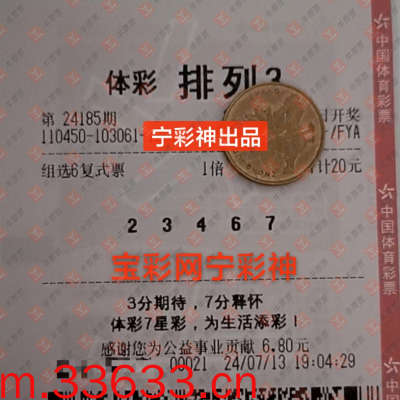 体彩 排列3
第 24185期
开奖
110450-103061-
/FYA
宁彩神出品
组选6复式票 1倍 合计20元
2 3 4 6 7
宝彩网宁彩神
3分期待，7分释怀
体彩7星彩，为生活添彩！
感谢您为公益事业贡献 6.80元
00021 24/07/13 19:04:29
m.33633.cn
中国体育彩票
中国体育彩票